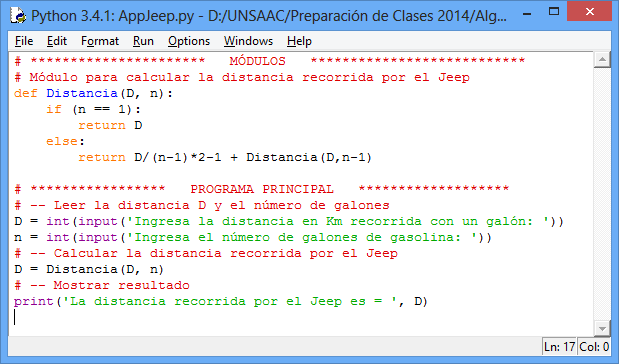 Python 3.4.1: AppJeep.py - D:/UNSAAC/Preparación de Clases 2014/Alg...
File Edit Format Run Options Windows Help
# ********************** MÓDULOS ***************************
# Módulo para calcular la distancia recorrida por el Jeep
def Distancia(D, n):
    if (n == 1):
        return D
    else:
        return D/(n-1)*2-1 + Distancia(D,n-1)
# ***************** PROGRAMA PRINCIPAL *******************
# -- Leer la distancia D y el número de galones
D = int(input('Ingresa la distancia en Km recorrida con un galón: '))
n = int(input('Ingresa el número de galones de gasolina: '))
# -- Calcular la distancia recorrida por el Jeep
D = Distancia(D, n)
# -- Mostrar resultado
print('La distancia recorrida por el Jeep es = ', D)
Ln: 17 Col: 0